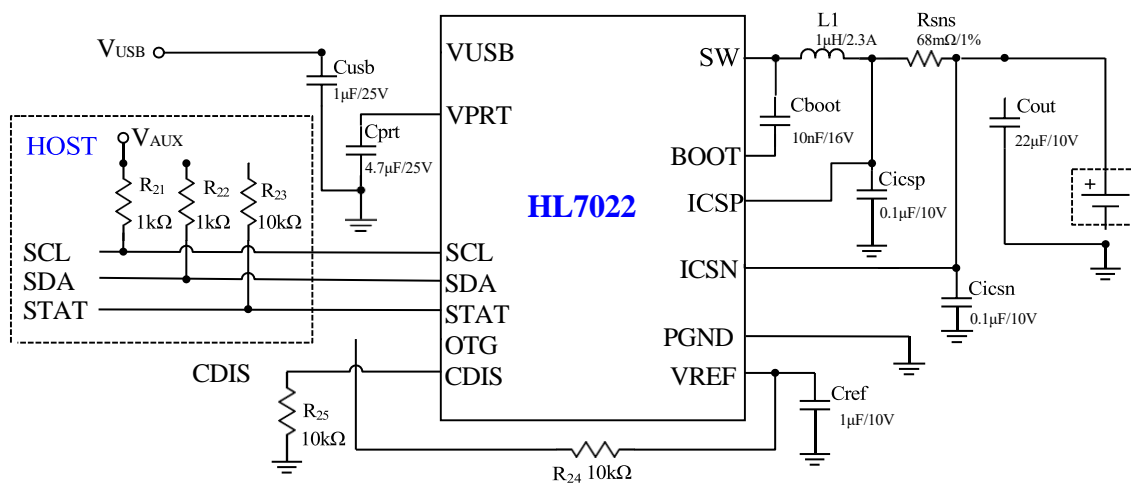 VUSB
Cusb
1μF/25V
HOST
VAUX
R21
1kΩ
R22
1kΩ
R23
10kΩ
SCL
SDA
STAT
Cprt
4.7μF/25V
CDIS
R25
10kΩ
R24 10kΩ
HL7022
VUSB
VPRT
SCL
SDA
STAT
OTG
CDIS
SW
BOOT
ICSP
ICSN
PGND
VREF
L1
1μH/2.3A
Rsns
68mΩ/1%
Cboot
10nF/16V
Cout
22μF/10V
Cicsp
0.1μF/10V
+
Cicsn
0.1μF/10V
Cref
1μF/10V